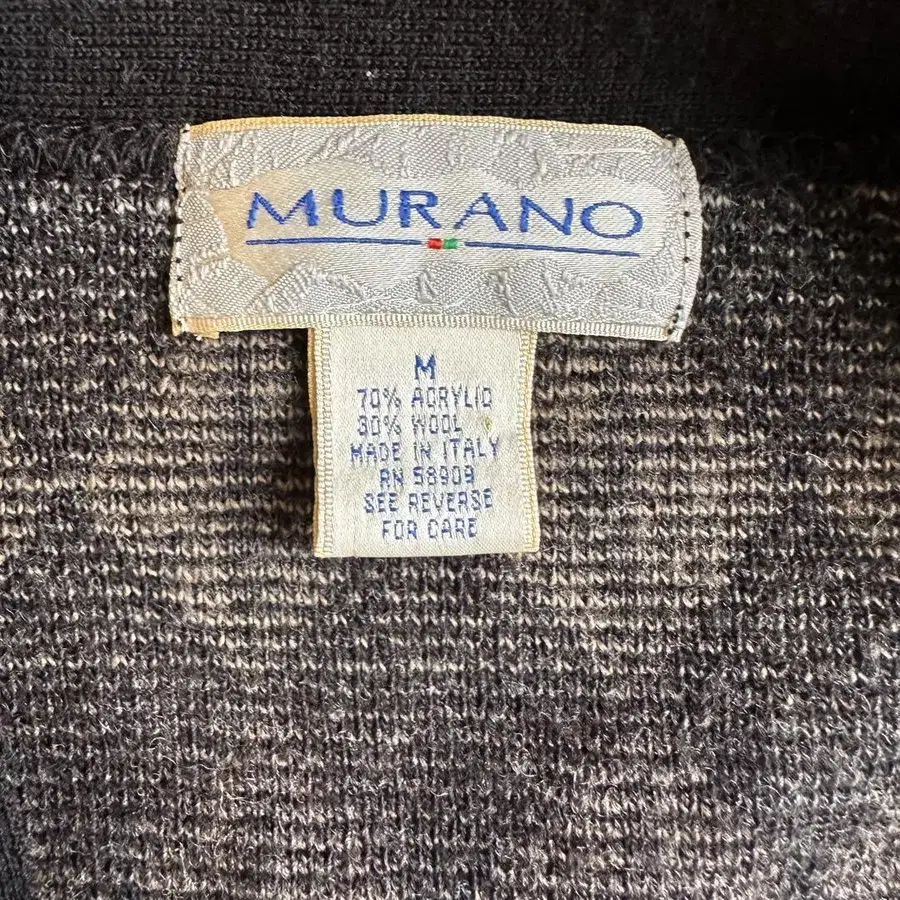 MURANO
M
70% ACRYLIC
30% WOOL
MADE IN ITALY
RN 58909
SEE REVERSE
FOR CARE